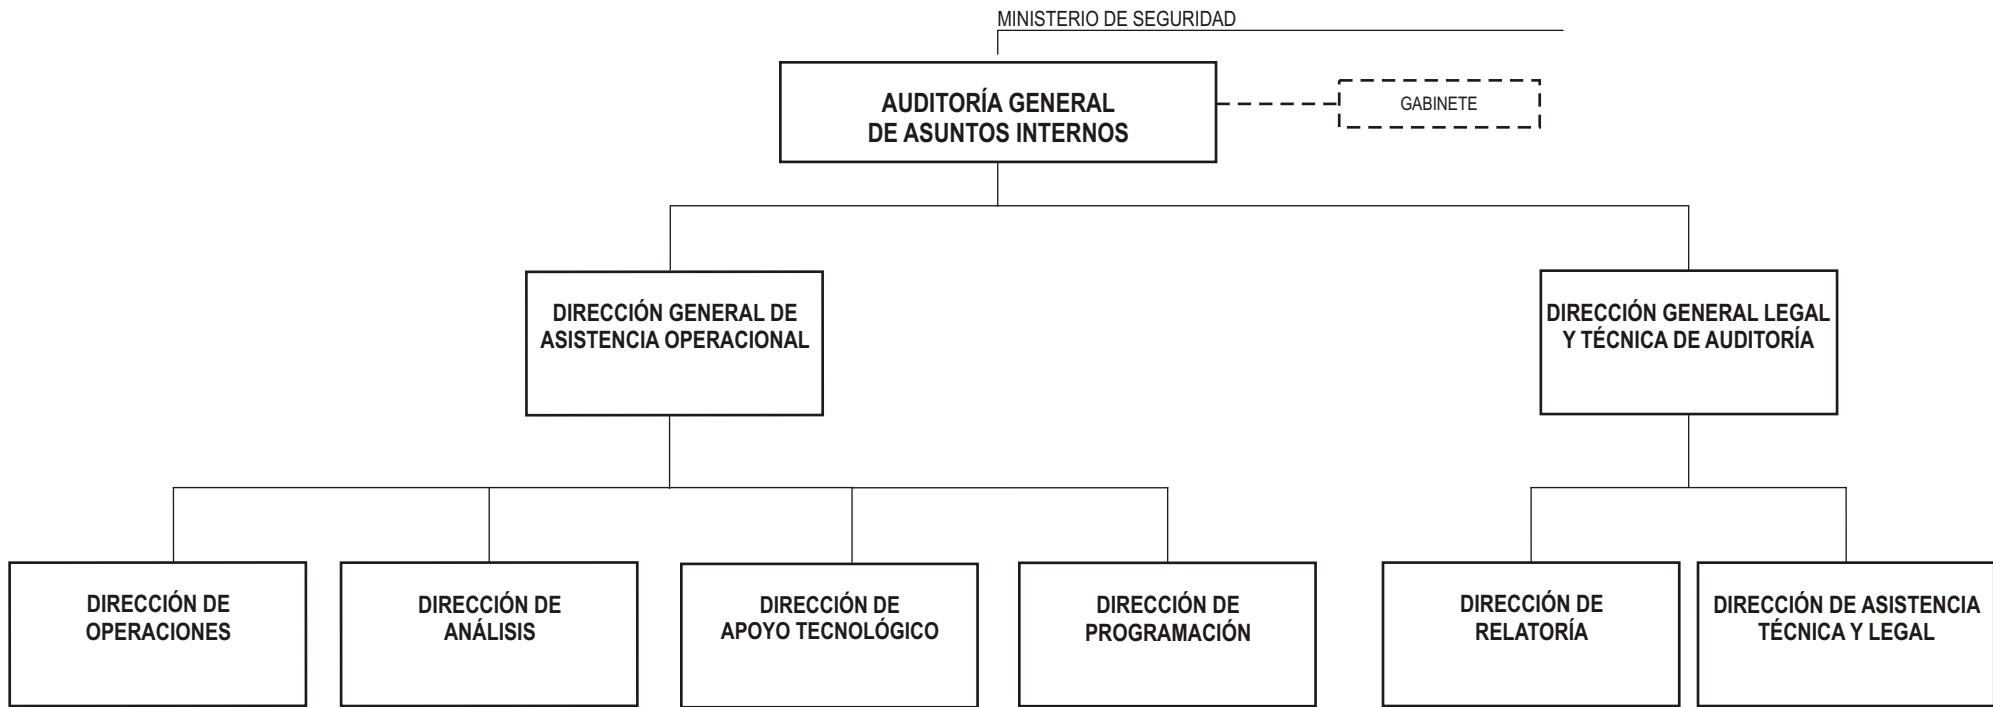 MINISTERIO DE SEGURIDAD
AUDITORÍA GENERAL
DE ASUNTOS INTERNOS
GABINETE
DIRECCIÓN GENERAL DE
ASISTENCIA OPERACIONAL
DIRECCIÓN GENERAL LEGAL
Y TÉCNICA DE AUDITORÍA
DIRECCIÓN DE
OPERACIONES
DIRECCIÓN DE
ANÁLISIS
DIRECCIÓN DE
APOYO TECNOLÓGICO
DIRECCIÓN DE
PROGRAMACIÓN
DIRECCIÓN DE
RELATORÍA
DIRECCIÓN DE ASISTENCIA
TÉCNICA Y LEGAL